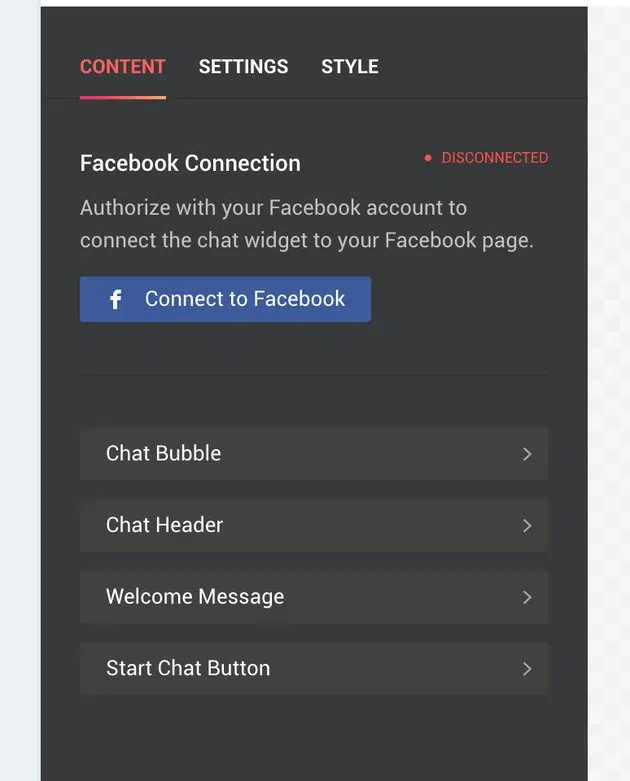 CONTENT SETTINGS STYLE
Facebook Connection
DISCONNECTED
Authorize with your Facebook account to
connect the chat widget to your Facebook page.
Connect to Facebook
Chat Bubble
Chat Header
Welcome Message
Start Chat Button